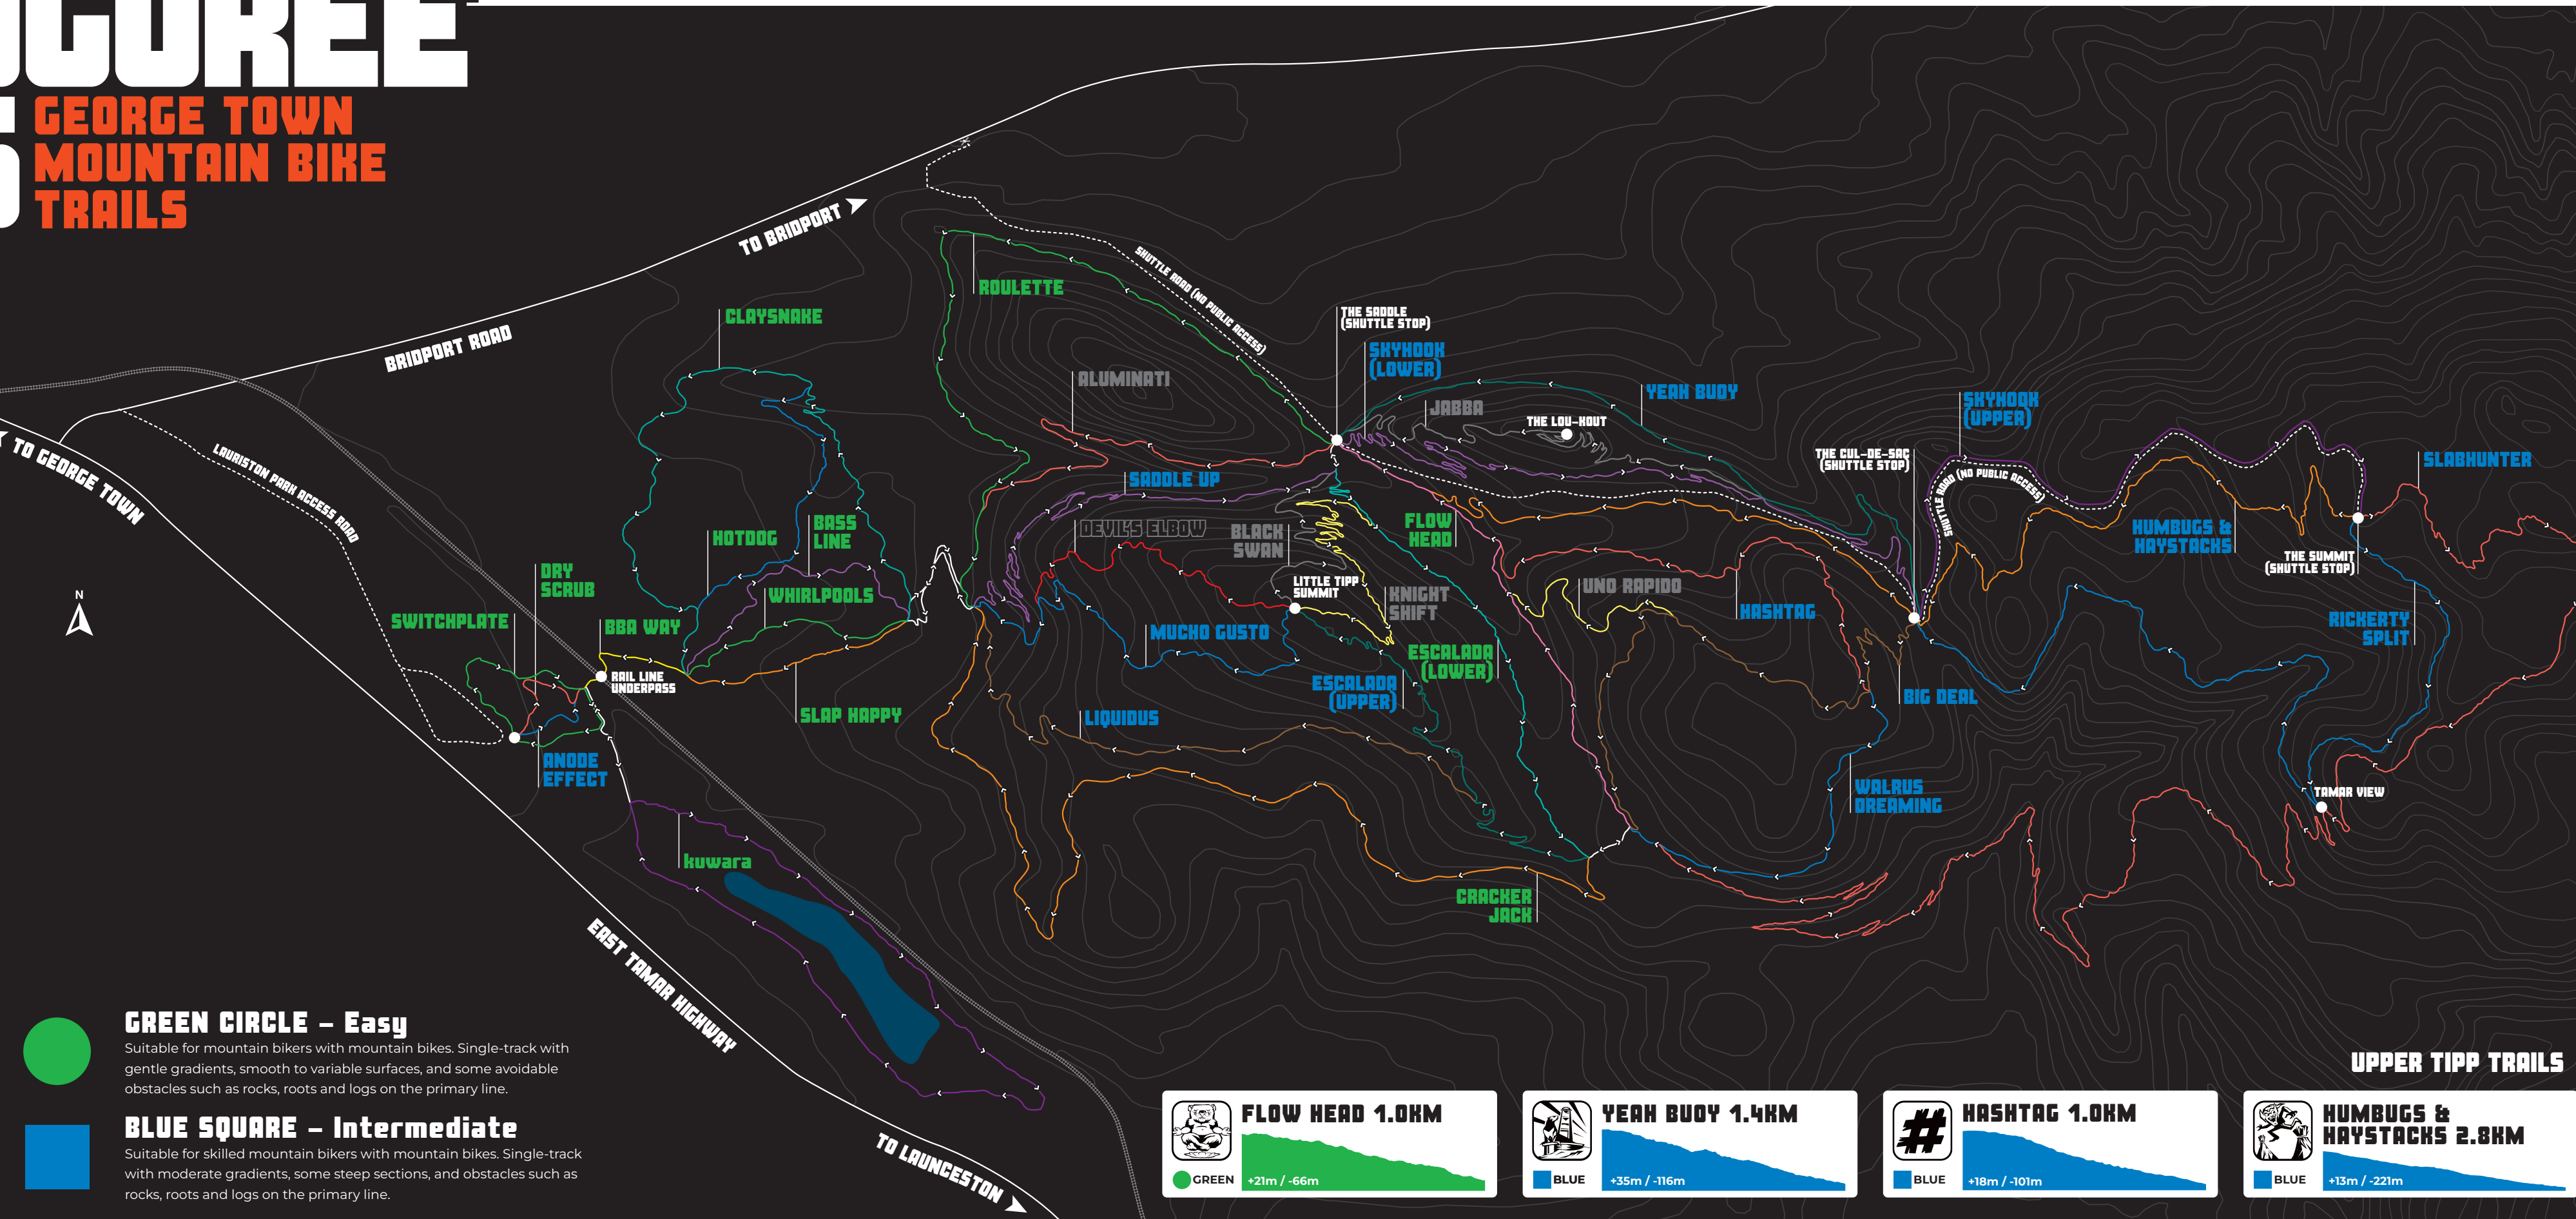 GEORGE TOWN
MOUNTAIN BIKE
TRAILS
TO BRIDPORT
BRIDPORT ROAD
TO GEORGE TOWN
LAURISTON PARK ACCESS ROAD
N
ROULETTE
SHUTTLE ROAD (NO PUBLIC ACCESS)
CLAYSNAKE
THE SADDLE
(SHUTTLE STOP)
SKYHOOK
(LOWER)
ALUMINATI
JABBA
THE LOU-KOUT
YEAH BUOY
SKYHOOK
(UPPER)
THE CUL-DE-SAC
(SHUTTLE STOP)
SHUTTLE ROAD (NO PUBLIC ACCESS)
SLABHUNTER
SADDLE UP
DEVIL'S ELBOW
BLACK
SWAN
FLOW
HEAD
HUMBUGS &
HAYSTACKS
THE SUMMIT
(SHUTTLE STOP)
HOTDOG
BASS
LINE
DRY
SCRUB
WHIRLPOOLS
SWITCHPLATE
BBA WAY
LITTLE TIPP
SUMMIT
KNIGHT
SHIFT
UNO RAPIDO
HASHTAG
RICKERTY
SPLIT
MUCHO GUSTO
ESCALADA
(LOWER)
RAIL LINE
UNDERPASS
ESCALADA
(UPPER)
BIG DEAL
SLAP HAPPY
LIQUIDUS
ANODE
EFFECT
WALRUS
DREAMING
TAMAR VIEW
kuwara
CRACKER
JACK
EAST TAMAR HIGHWAY
TO LAUNCESTON
GREEN CIRCLE – Easy
Suitable for mountain bikers with mountain bikes. Single-track with
gentle gradients, smooth to variable surfaces, and some avoidable
obstacles such as rocks, roots and logs on the primary line.
BLUE SQUARE – Intermediate
Suitable for skilled mountain bikers with mountain bikes. Single-track
with moderate gradients, some steep sections, and obstacles such as
rocks, roots and logs on the primary line.
UPPER TIPP TRAILS
FLOW HEAD 1.0KM
GREEN
+21m / -66m
YEAH BUOY 1.4KM
BLUE
+35m / -116m
#
HASHTAG 1.0KM
BLUE
+18m / -101m
HUMBUGS &
HAYSTACKS 2.8KM
BLUE
+13m / -221m